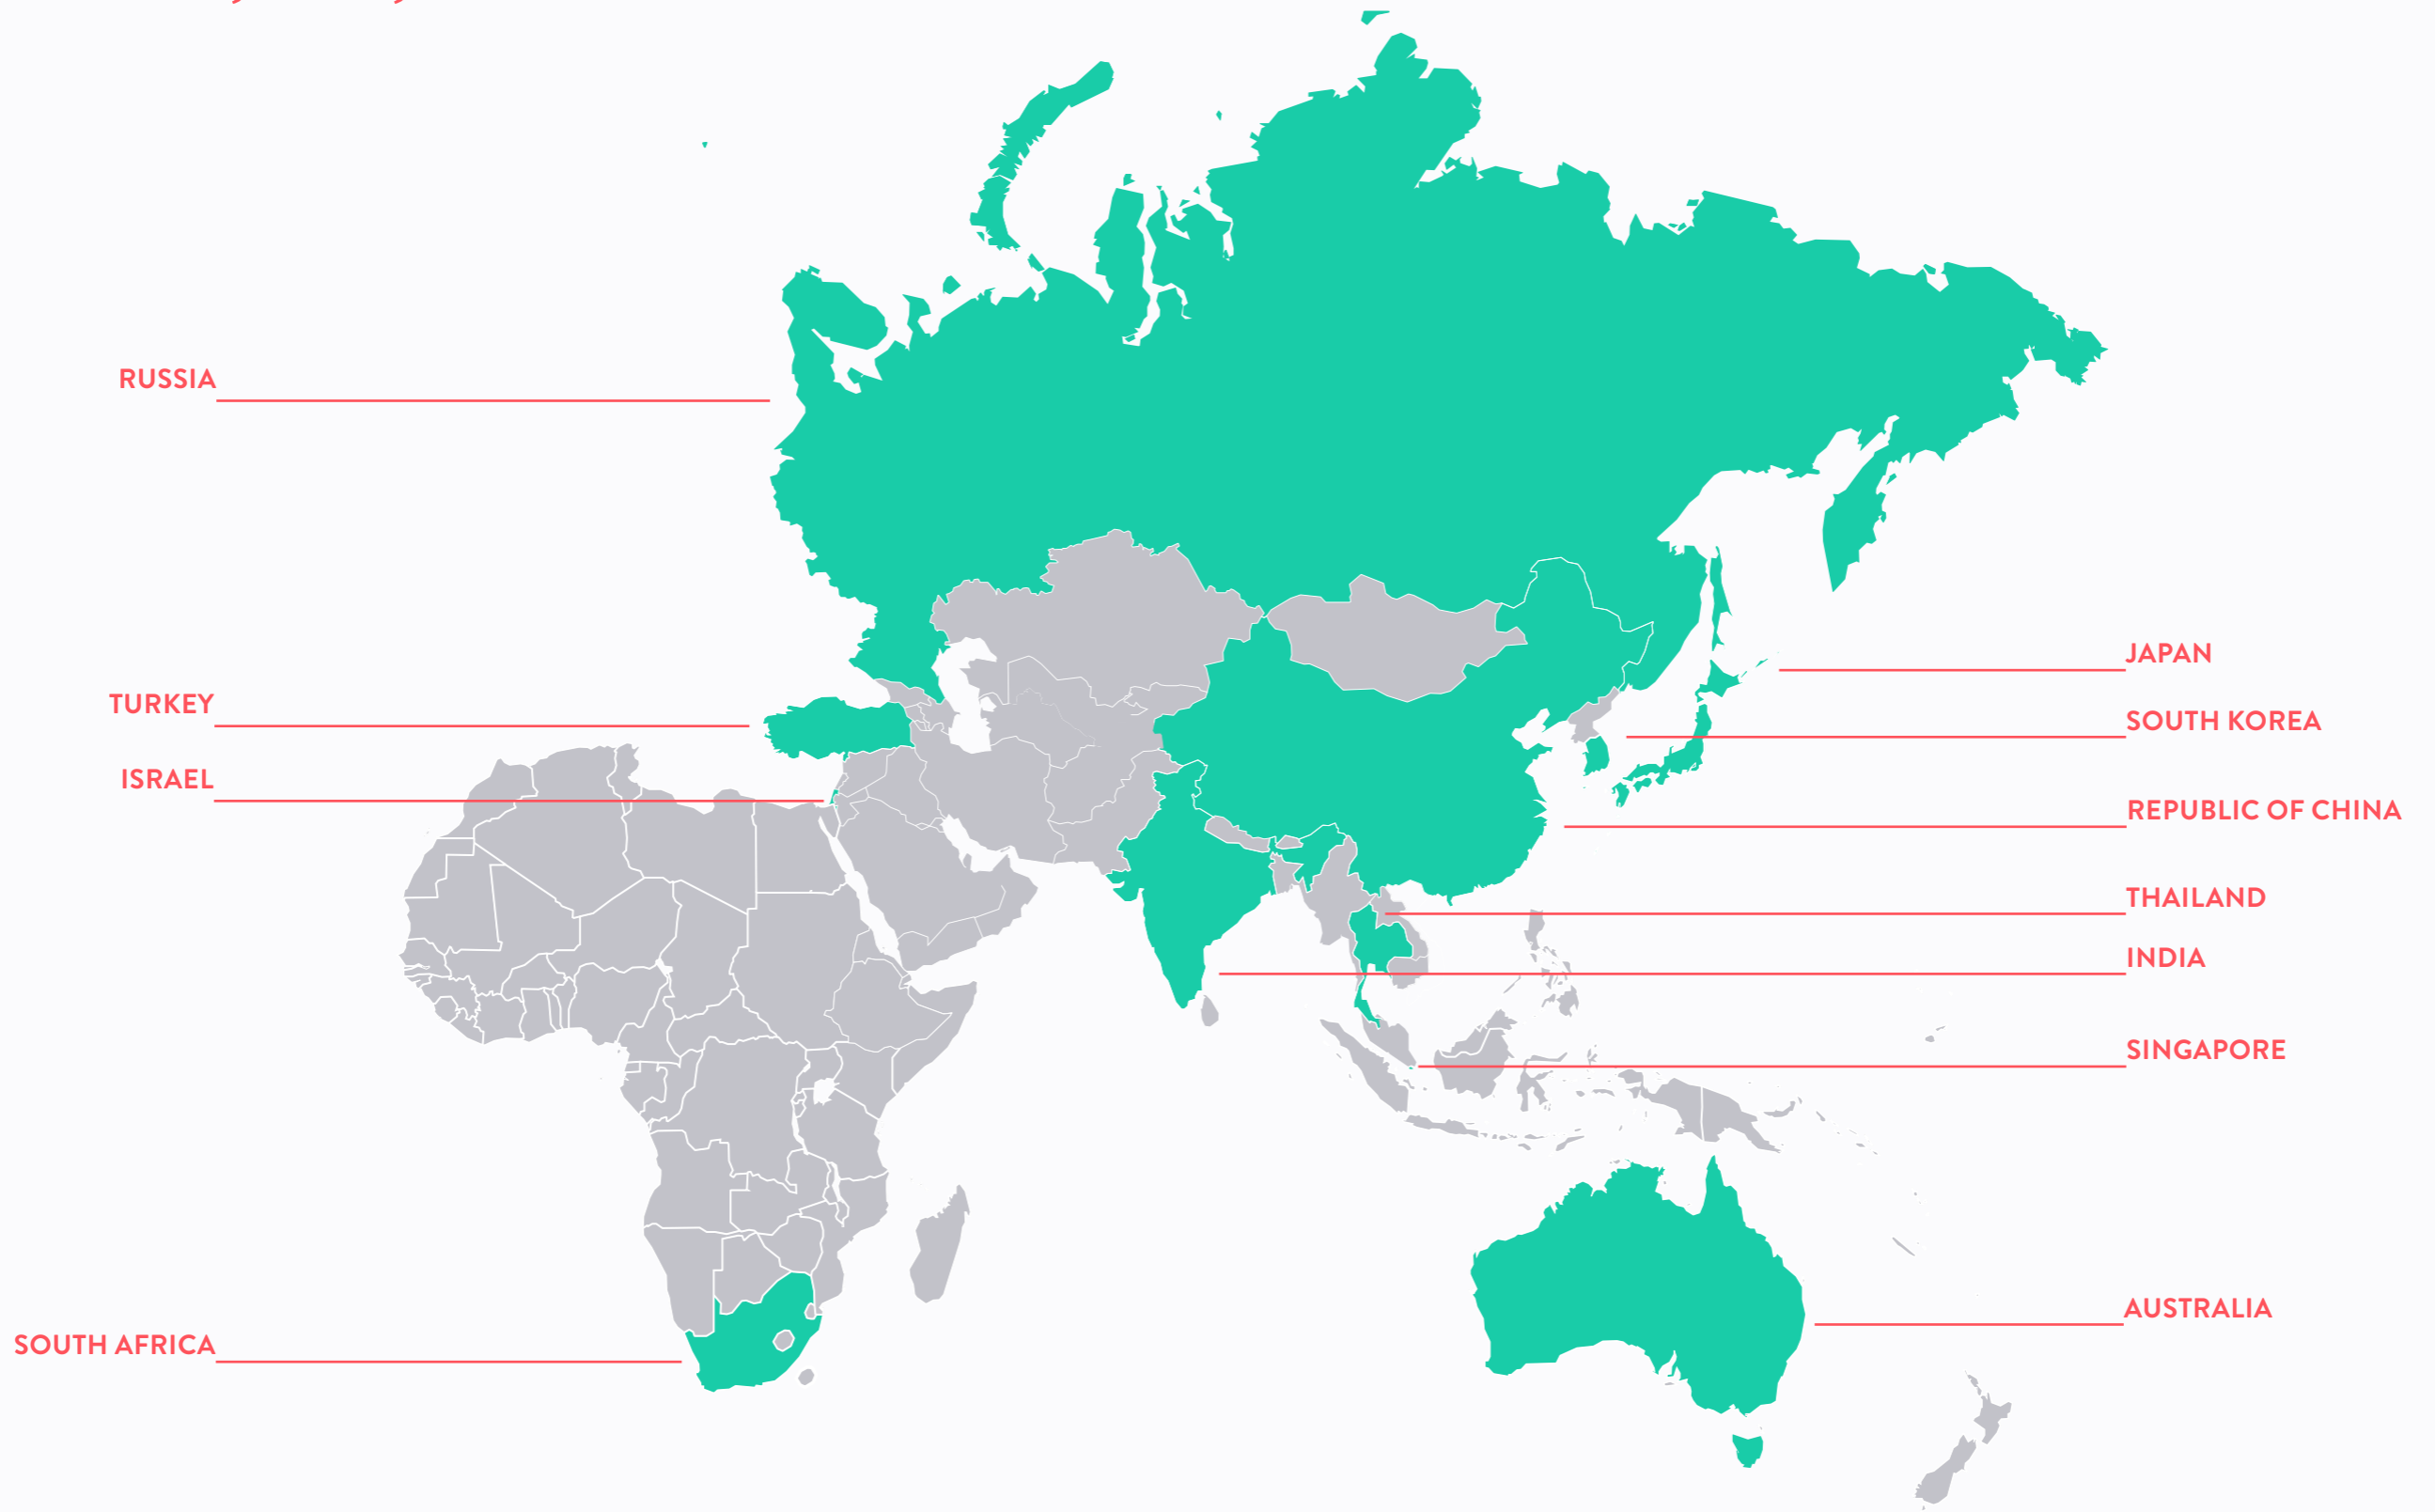 RUSSIA
JAPAN
TURKEY
SOUTH KOREA
ISRAEL
REPUBLIC OF CHINA
THAILAND
INDIA
SINGAPORE
AUSTRALIA
SOUTH AFRICA